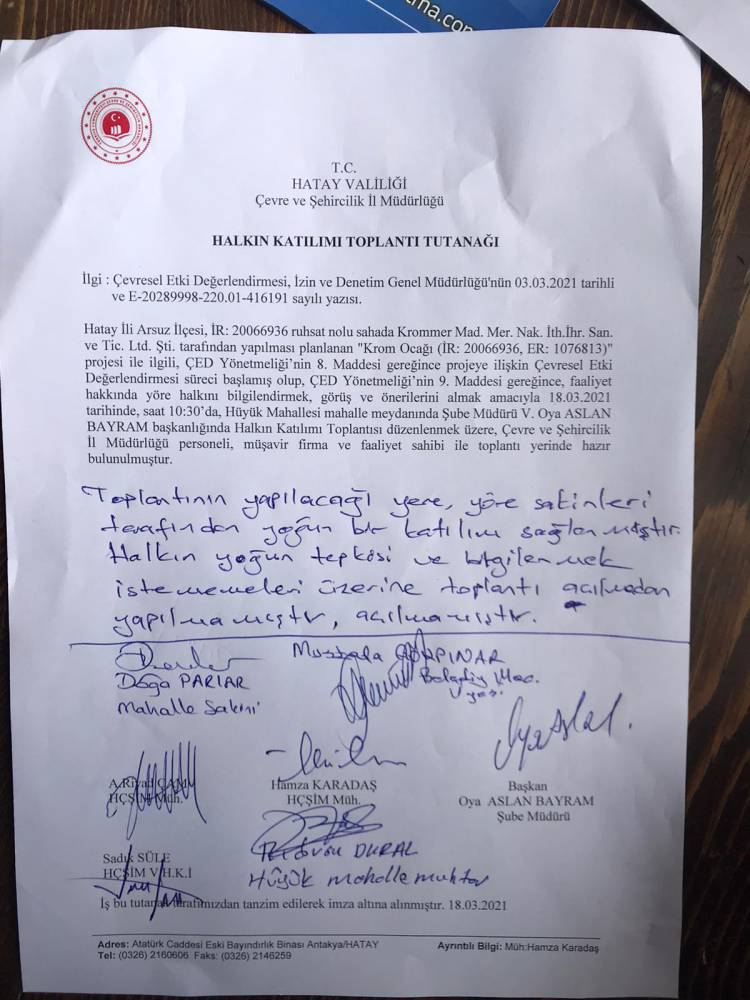 ma.com
T.C.
HATAY VALİLİĞİ
Çevre ve Şehircilik İl Müdürlüğü
HALKIN KATILIMI TOPLANTI TUTANAĞI
İlgi : Çevresel Etki Değerlendirmesi, İzin ve Denetim Genel Müdürlüğü'nün 03.03.2021 tarihli
ve E-20289998-220.01-416191 sayılı yazısı.
Hatay İli Arsuz İlçesi, İR: 20066936 ruhsat nolu sahada Krommer Mad. Mer. Nak. İth.İhr. San.
ve Tic. Ltd. Şti. tarafından yapılması planlanan "Krom Ocağı (İR: 20066936, ER: 1076813)"
projesi ile ilgili, ÇED Yönetmeliği'nin 8. Maddesi gereğince projeye ilişkin Çevresel Etki
Değerlendirmesi süreci başlamış olup, ÇED Yönetmeliği'nin 9. Maddesi gereğince, faaliyet
hakkında yöre halkını bilgilendirmek, görüş ve önerilerini almak amacıyla 18.03.2021
tarihinde, saat 10:30'da, Hüyük Mahallesi mahalle meydanında Şube Müdürü V. Oya ASLAN
BAYRAM başkanlığında Halkın Katılımı Toplantısı düzenlenmek üzere, Çevre ve Şehircilik
İl Müdürlüğü personeli, müşavir firma ve faaliyet sahibi ile toplantı yerinde hazır
bulunulmuştur.
Toplantının yapılacağı yere, yöre sakinleri
tarafından yoğun bir katılım sağlanmıştır.
Halkın yoğun tepkisi ve bilgilenmek
istememeleri üzerine toplantı açılmadan
yapılmamıştır, açılmamıştır.
Doğa PARLAR
Mahalle Sakini
Mustafa APINAR
Belediye Mec.
Üyesi
Oya Aslan
A.Riyad ÇAM
HÇŞİM Müh.
Hamza KARADAŞ
HÇŞİM Müh.
Başkan
Oya ASLAN BAYRAM
Şube Müdürü
Sadık SÜLE
HÇŞİM V.H.K.İ
DURAL
Hüyük mahalle muhtar
İş bu tutanak tarafımızdan tanzim edilerek imza altına alınmıştır. 18.03.2021
Adres: Atatürk Caddesi Eski Bayındırlık Binası Antakya/HATAY Ayrıntılı Bilgi: Müh:Hamza Karadaş
Tel: (0326) 2160606 Faks: (0326) 2146259